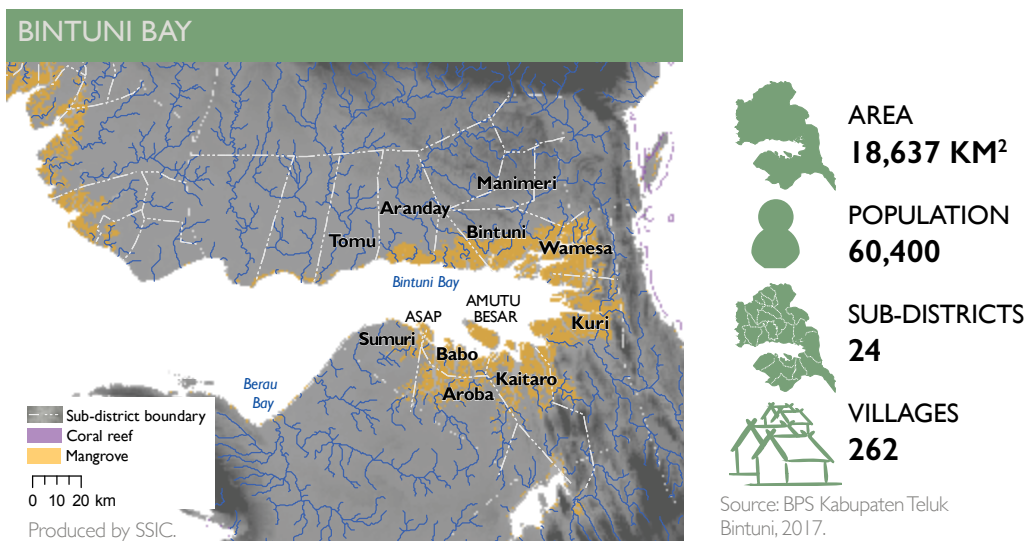 BINTUNI BAY
Manimeri
Aranday
Bintuni
Tomu
Wamesa
Bintuni Bay
AMUTU
BESAR
ASAP
Kuri
Sumuri
Babo
Kaitaro
Aroba
Berau
Bay
Sub-district boundary
Coral reef
Mangrove
0 10 20 km
Produced by SSIC.
AREA
18,637 KM²
POPULATION
60,400
SUB-DISTRICTS
24
VILLAGES
262
Source: BPS Kabupaten Teluk
Bintuni, 2017.